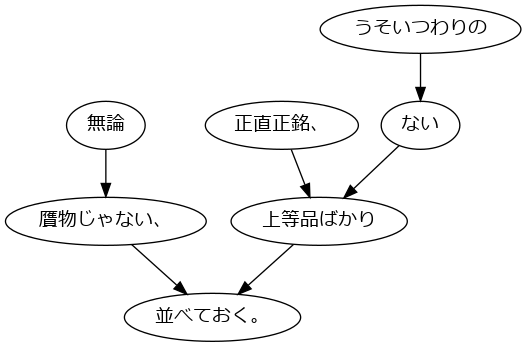 うそいつわりの
無論
正直正銘、
ない
贋物じゃない、
上等品ばかり
並べておく。